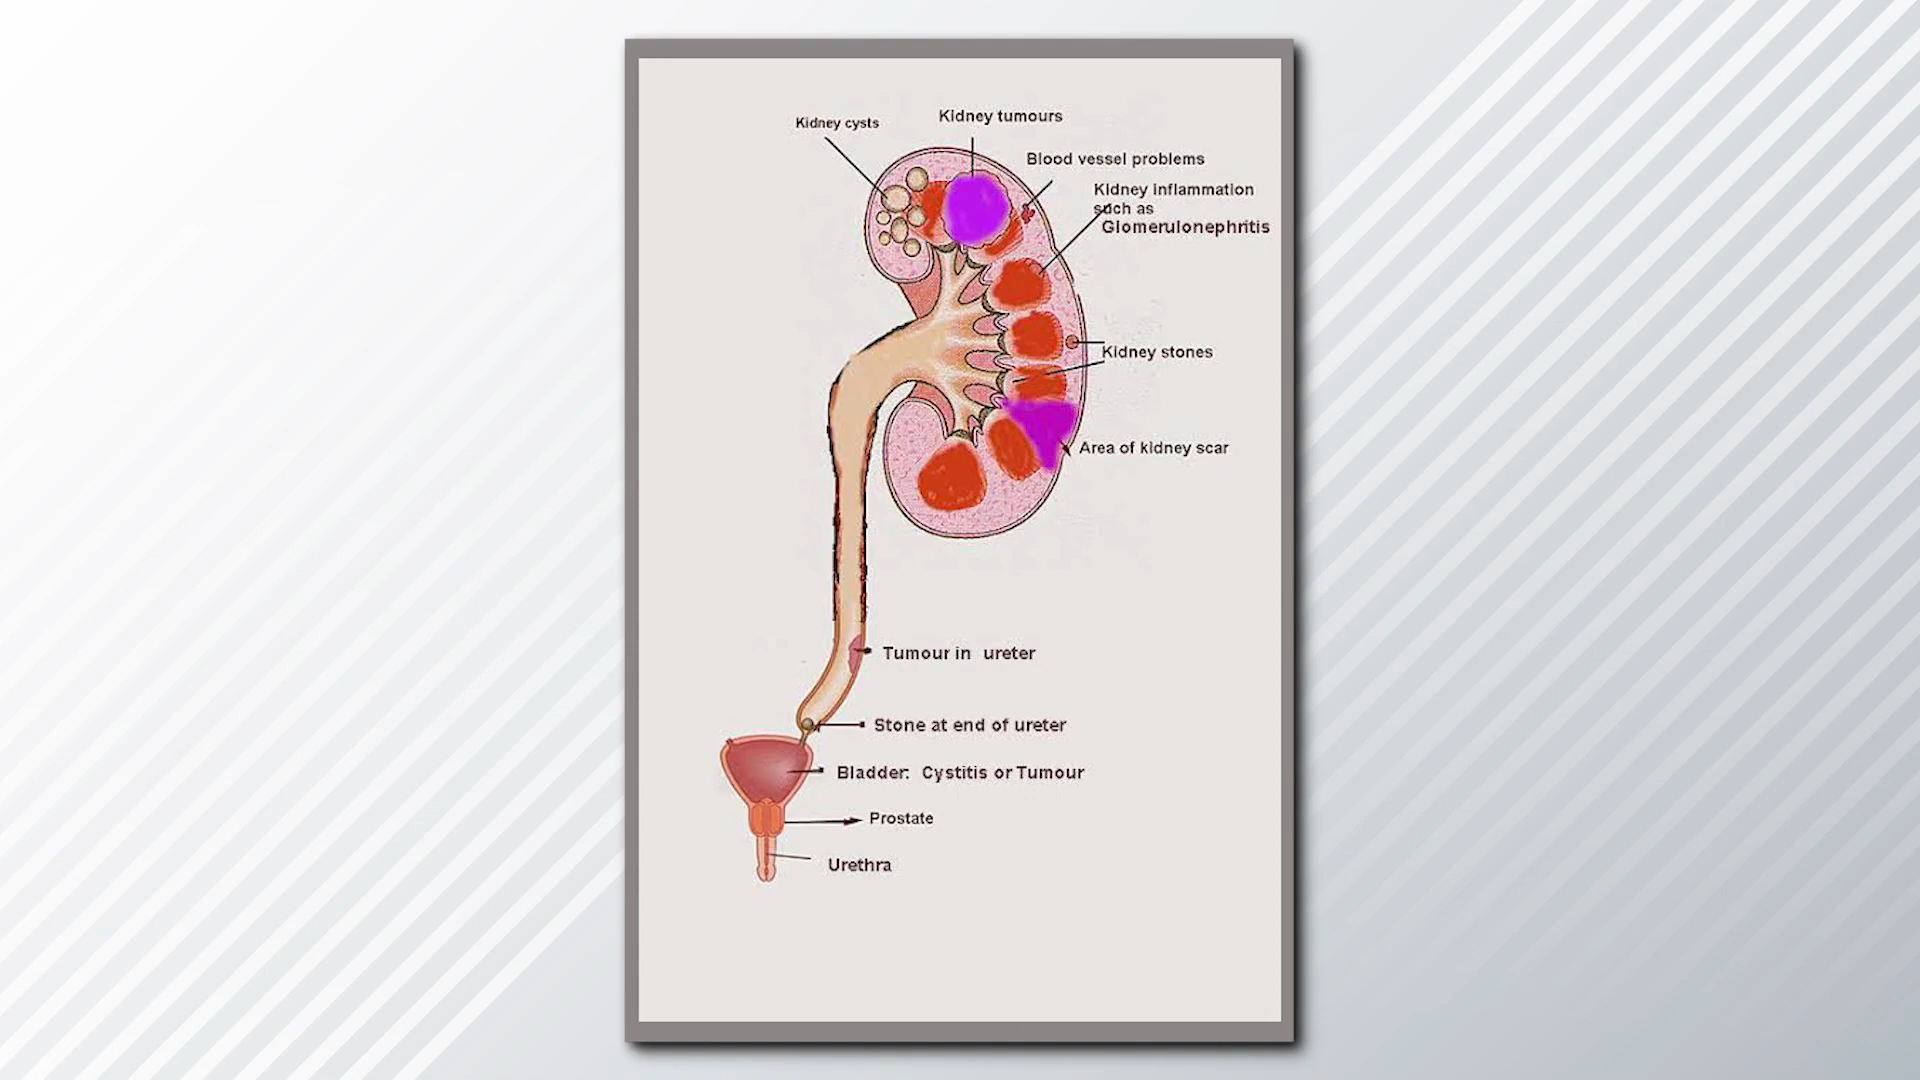 Kidney cysts
Kidney tumours
Blood vessel problems
Kidney inflammation
such as
Glomerulonephritis
Kidney stones
Area of kidney scar
Tumour in ureter
Stone at end of ureter
Bladder: Cystitis or Tumour
Prostate
Urethra